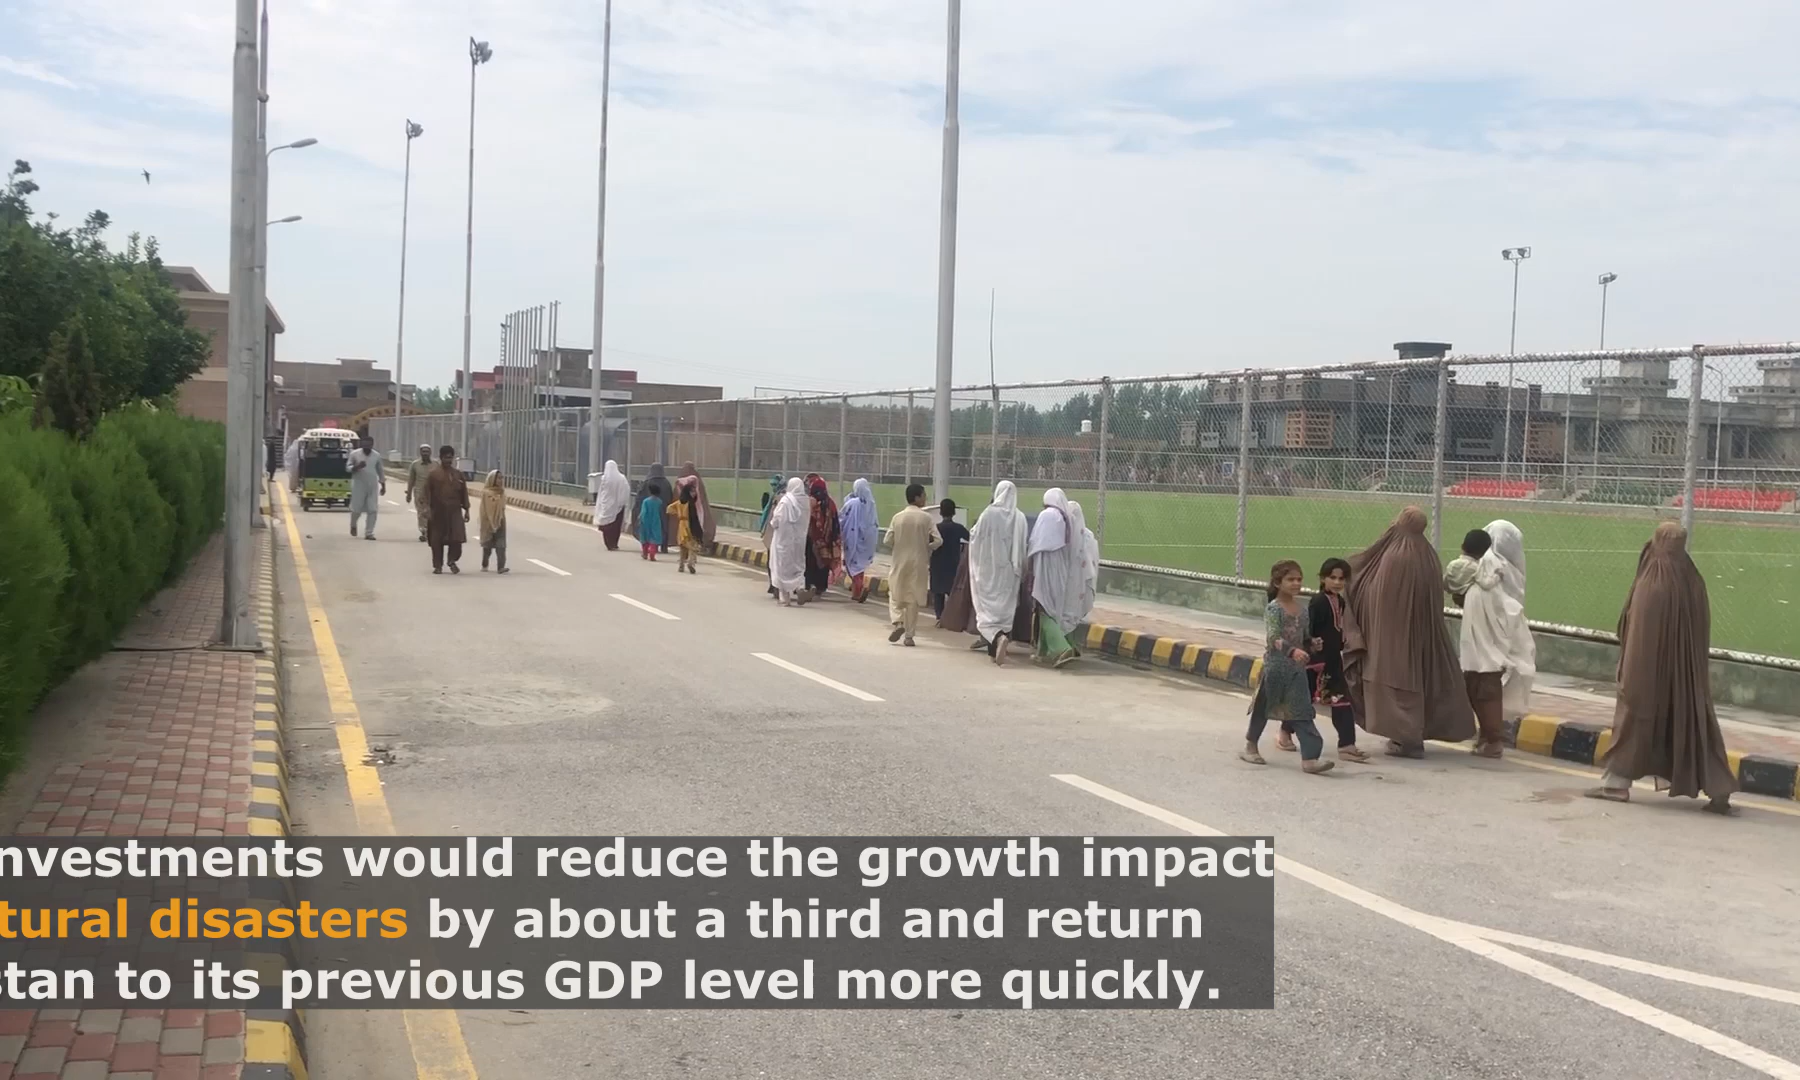 QINGQI
nvestments would reduce the growth impact
tural disasters by about a third and return
stan to its previous GDP level more quickly.